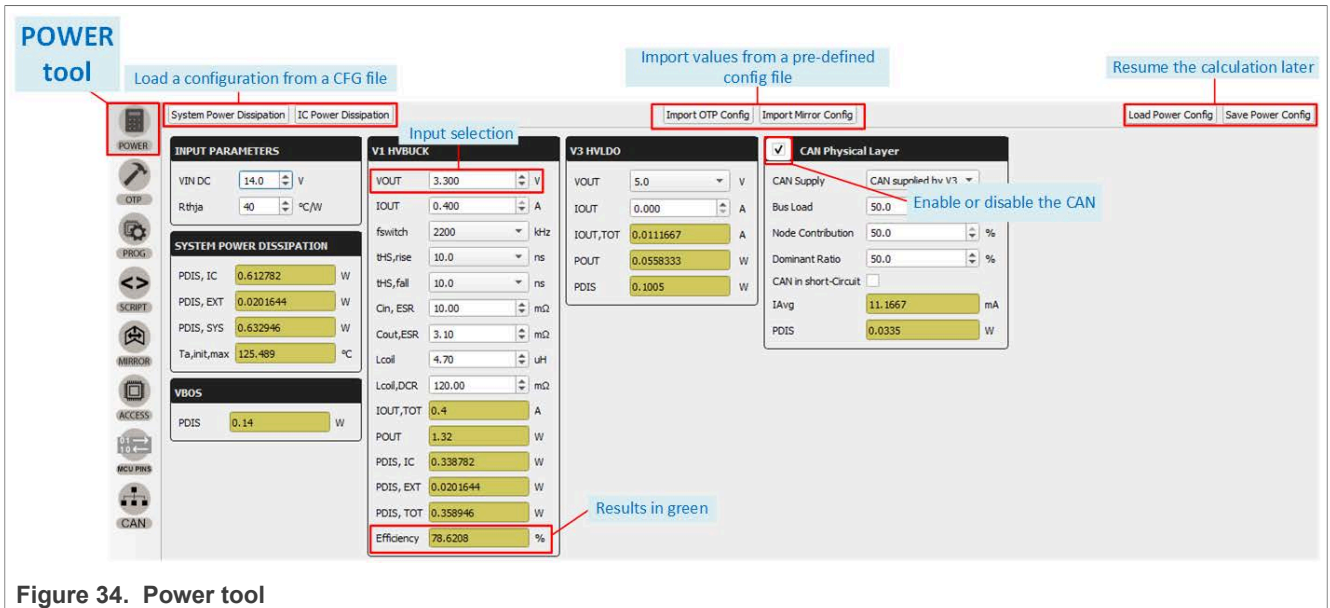 POWER
tool
Load a configuration from a CFG file
Import values from a pre-defined
config file
Resume the calculation later
System Power Dissipation IC Power Dissipation
Import OTP Config Import Mirror Config
Load Power Config Save Power Config
Input selection
POWER
OTP
PROG
SCRIPT
MIRROR
ACCESS
01
10
MCU PINS
CAN
INPUT PARAMETERS
VIN DC 14.0 V
Rthja 40 °C/W
SYSTEM POWER DISSIPATION
PDIS, IC 0.612782 W
PDIS, EXT 0.0201644 W
PDIS, SYS 0.632946 W
Ta,init,max 125.489 °C
VBOS
PDIS 0.14 W
V1 HVBUCK
VOUT 3.300 V
IOUT 0.400 A
fswitch 2200 kHz
tHS,rise 10.0 ns
tHS,fall 10.0 ns
Cin, ESR 10.00 mΩ
Cout,ESR 3.10 mΩ
Lcoil 4.70 uH
Lcoil,DCR 120.00 mΩ
IOUT,TOT 0.4 A
POUT 1.32 W
PDIS, IC 0.338782 W
PDIS, EXT 0.0201644 W
PDIS, TOT 0.358946 W
Efficiency 78.6208 %
Results in green
V3 HVLDO
VOUT 5.0 V
IOUT 0.000 A
IOUT,TOT 0.0111667 A
POUT 0.0558333 W
PDIS 0.1005 W
CAN Physical Layer
CAN Supply CAN supplied by V3
Enable or disable the CAN
Bus Load 50.0
Node Contribution 50.0 %
Dominant Ratio 50.0 %
CAN in short-Circuit
IAvg 11.1667 mA
PDIS 0.0335 W
Figure 34. Power tool